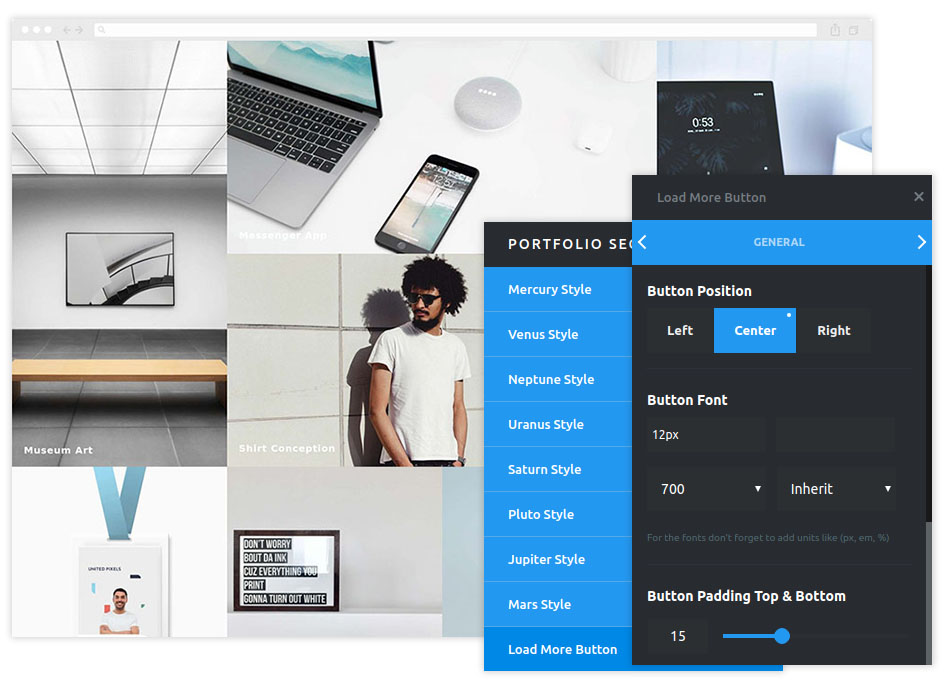 0:53
Messenger App
Museum Art
Shirt Conception
UNITED PIXELS
DON'T WORRY
BOUT DA INK
CUZ EVERYTHING YOU
PRINT
GONNA TURN OUT WHITE
PORTFOLIO SEC
Mercury Style
Venus Style
Neptune Style
Uranus Style
Saturn Style
Pluto Style
Jupiter Style
Mars Style
Load More Button
Load More Button
GENERAL
Button Position
Left Center Right
Button Font
12px
700 Inherit
For the fonts don't forget to add units like (px, em, %)
Button Padding Top & Bottom
15